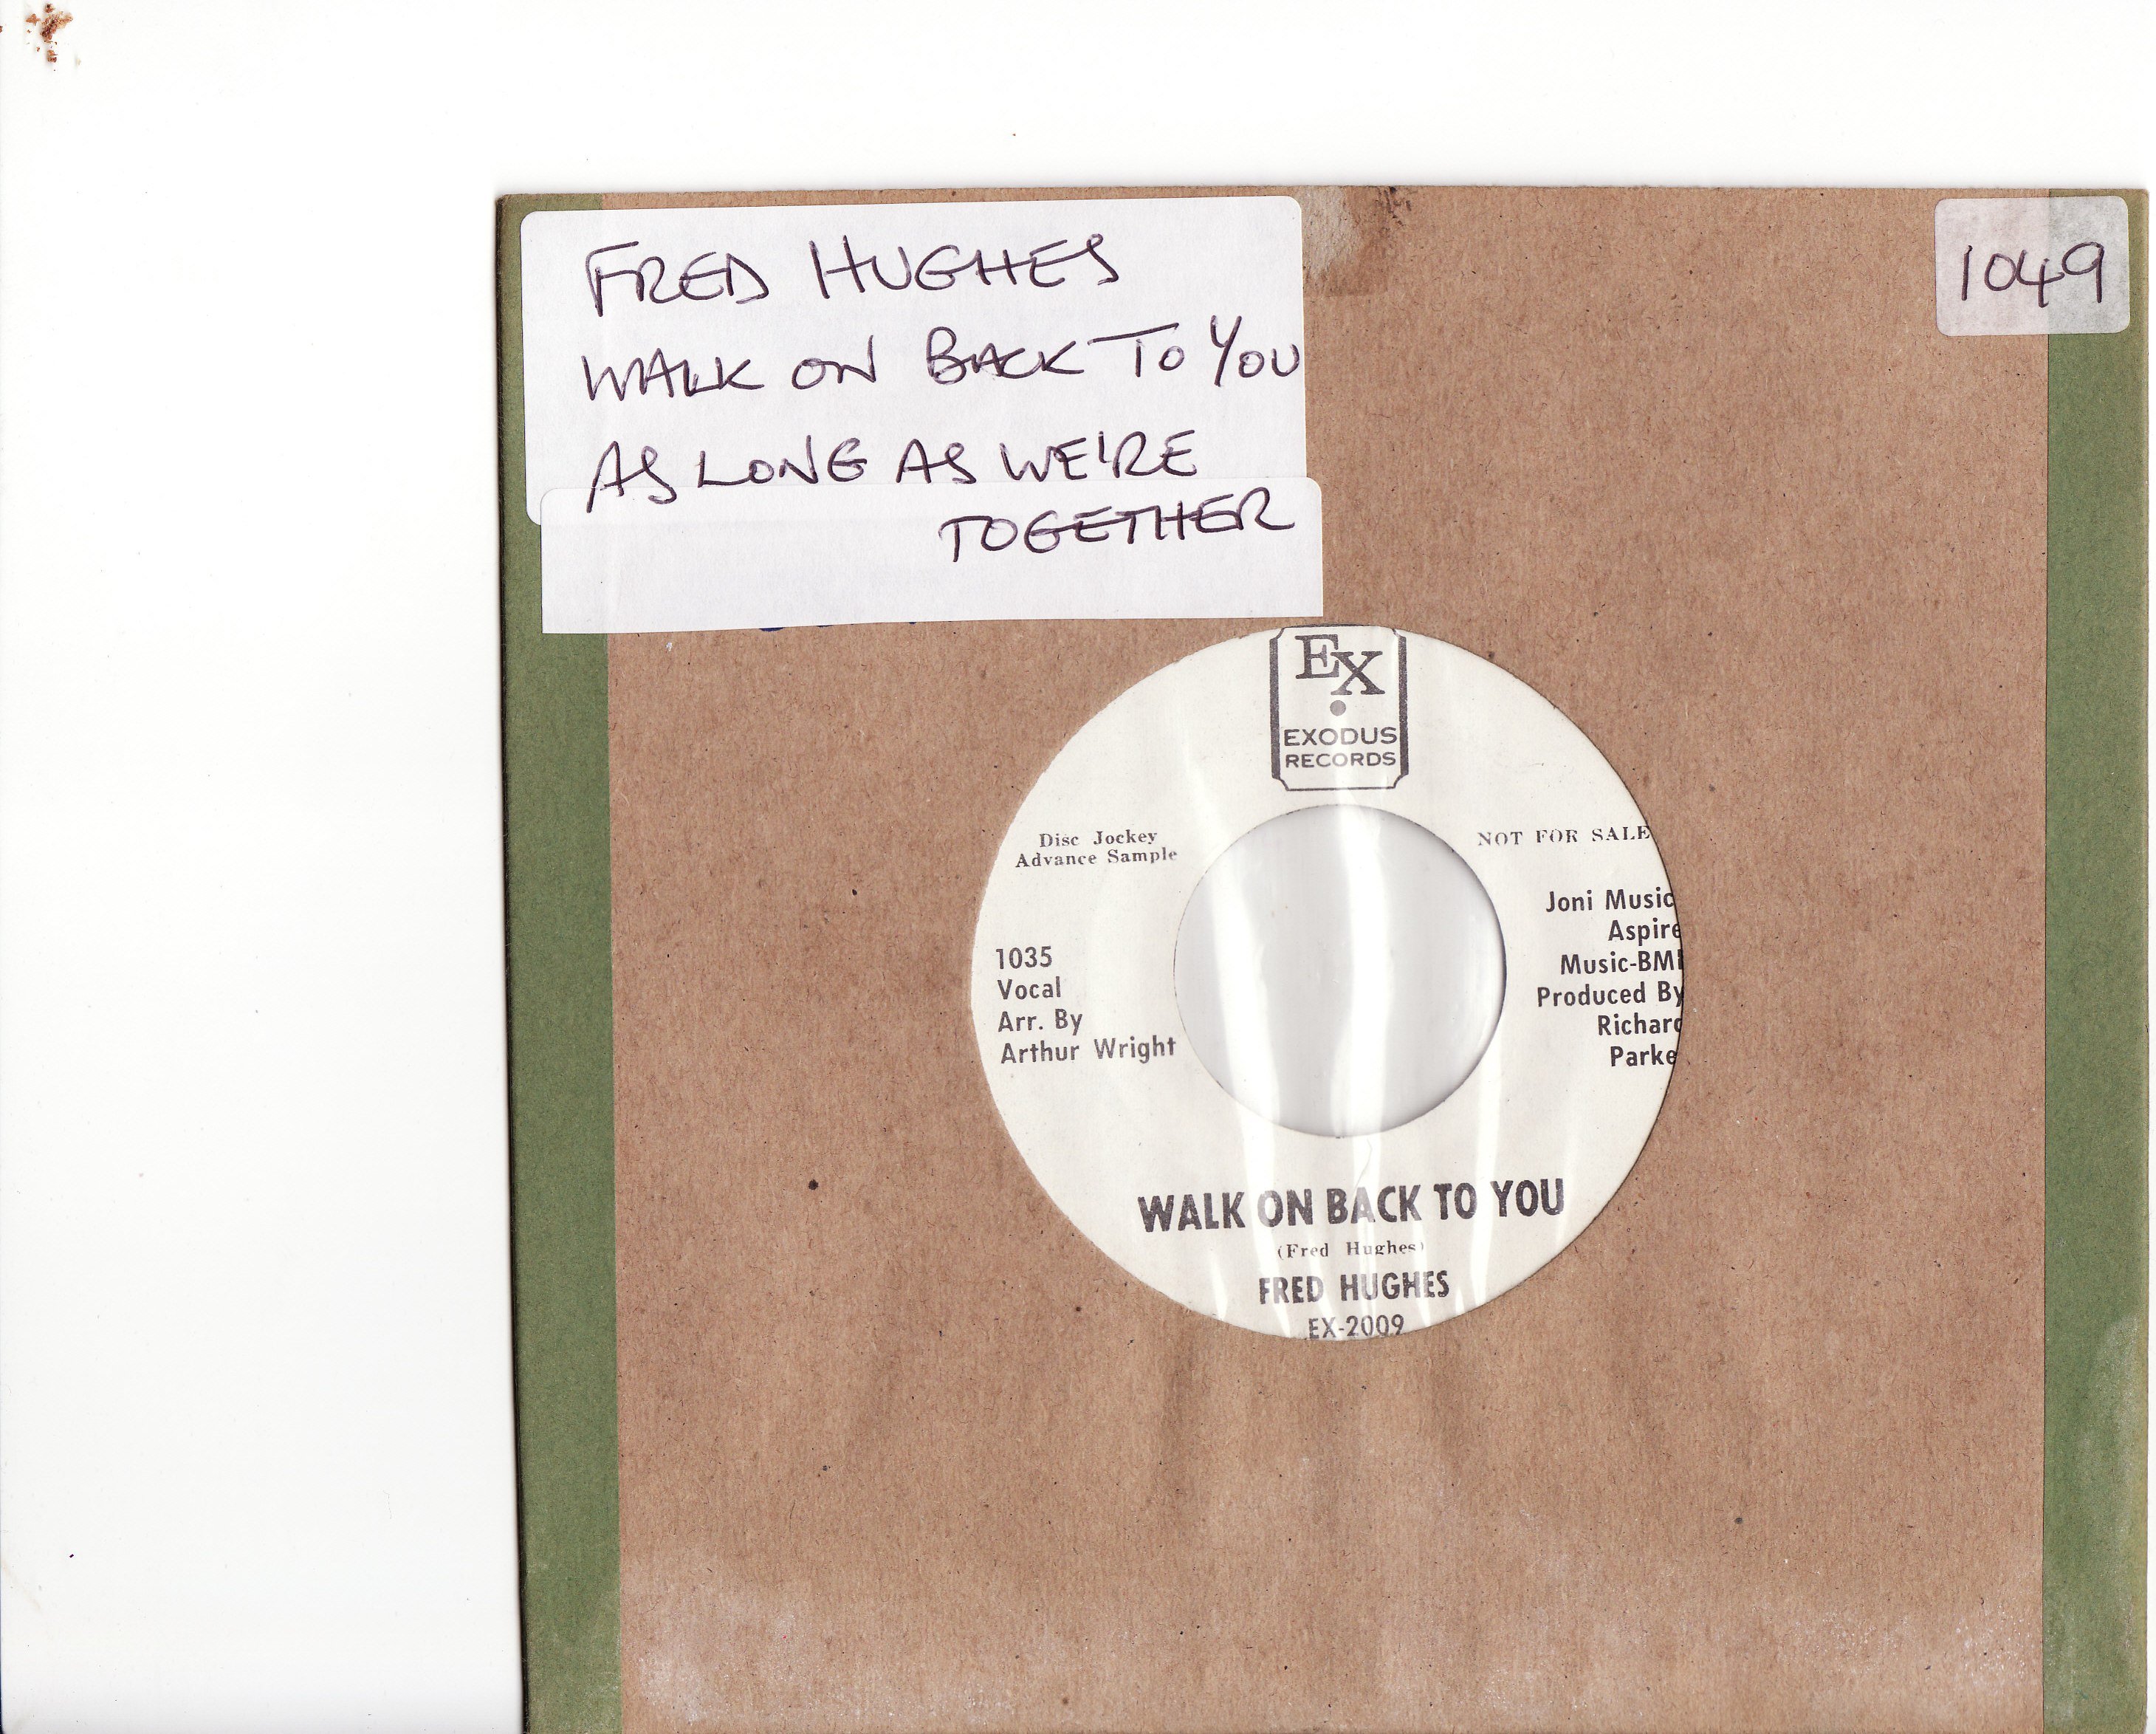 FRED HUGHES
WALK ON BACK TO YOU
AS LONG AS WE'RE
TOGETHER
1049
EX
EXODUS
RECORDS
Disc Jockey
Advance Sample
NOT FOR SALE
1035
Vocal
Arr. By
Arthur Wright
Joni Music
Aspire
Music-BMI
Produced By
Richard
Parke
WALK ON BACK TO YOU
(Fred Hughes)
FRED HUGHES
EX-2009